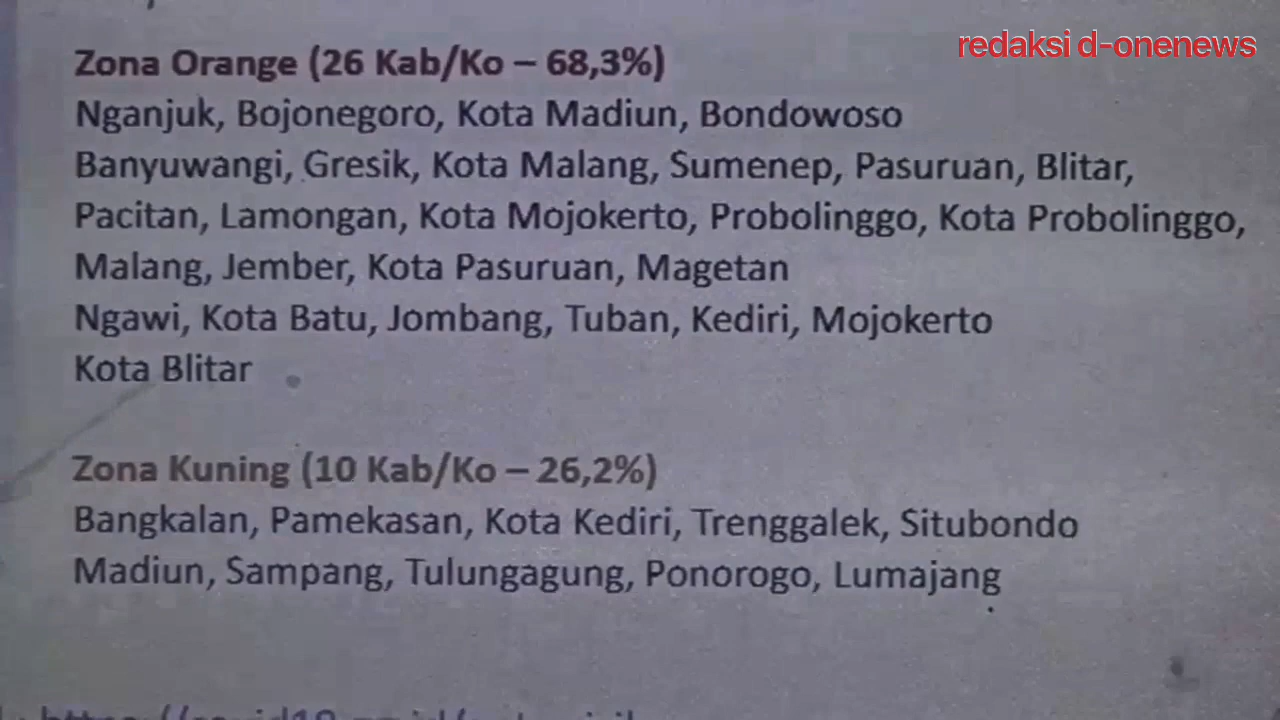 redaksi d-onenews
Zona Orange (26 Kab/Ko – 68,3%)
Nganjuk, Bojonegoro, Kota Madiun, Bondowoso
Banyuwangi, Gresik, Kota Malang, Sumenep, Pasuruan, Blitar,
Pacitan, Lamongan, Kota Mojokerto, Probolinggo, Kota Probolinggo,
Malang, Jember, Kota Pasuruan, Magetan
Ngawi, Kota Batu, Jombang, Tuban, Kediri, Mojokerto
Kota Blitar
Zona Kuning (10 Kab/Ko – 26,2%)
Bangkalan, Pamekasan, Kota Kediri, Trenggalek, Situbondo
Madiun, Sampang, Tulungagung, Ponorogo, Lumajang